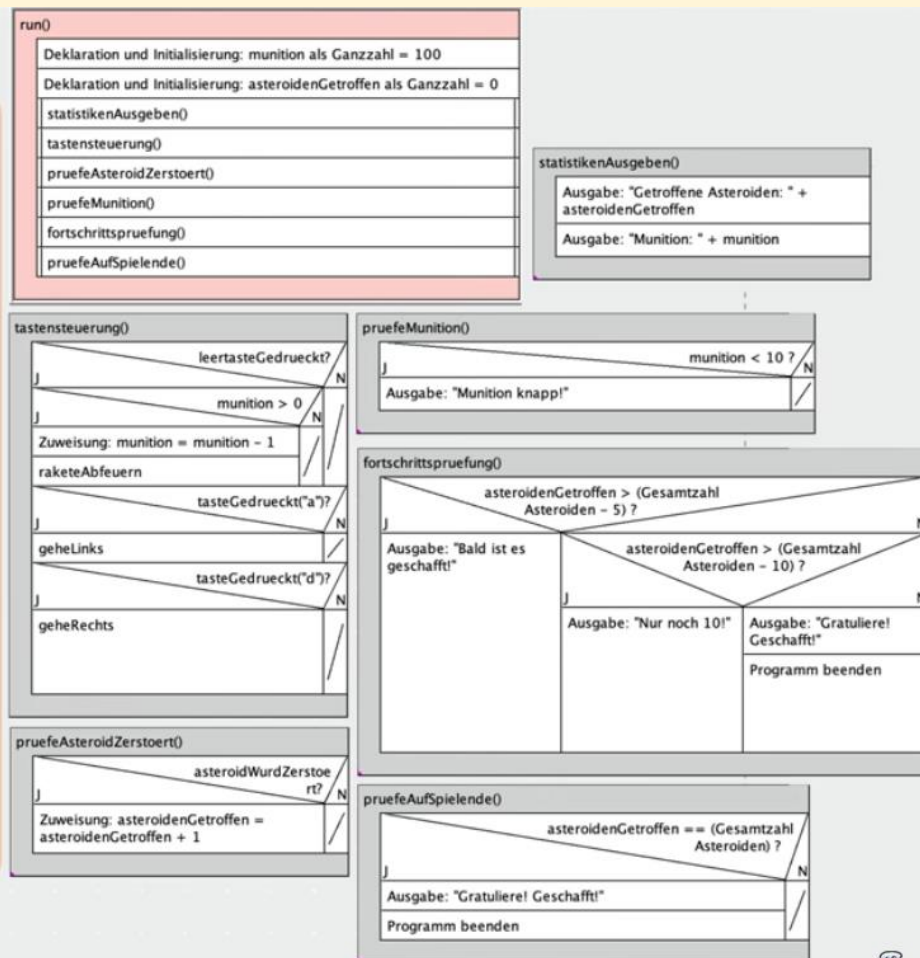 run()
Deklaration und Initialisierung: munition als Ganzzahl = 100
Deklaration und Initialisierung: asteroidenGetroffen als Ganzzahl = 0
statistikenAusgeben()
tastensteuerung()
pruefeAsteroidZerstoert()
pruefeMunition()
fortschrittspruefung()
pruefeAufSpielende()
statistikenAusgeben()
Ausgabe: "Getroffene Asteroiden: " +
asteroidenGetroffen
Ausgabe: "Munition: " + munition
tastensteuerung()
leertasteGedrueckt?
J
N
munition > 0
J
N
Zuweisung: munition = munition - 1
raketeAbfeuern
tasteGedrueckt("a")?
J
N
geheLinks
tasteGedrueckt("d")?
J
N
geheRechts
pruefeAsteroidZerstoert()
asteroidWurdZerstoe
rt?
J
N
Zuweisung: asteroidenGetroffen =
asteroidenGetroffen + 1
pruefeMunition()
munition < 10 ?
J
N
Ausgabe: "Munition knapp!"
fortschrittspruefung()
asteroidenGetroffen > (Gesamtzahl
Asteroiden - 5) ?
J
N
Ausgabe: "Bald ist es
geschafft!"
asteroidenGetroffen > (Gesamtzahl
Asteroiden - 10) ?
J
N
Ausgabe: "Nur noch 10!"
Ausgabe: "Gratuliere!
Geschafft!"
Programm beenden
pruefeAufSpielende()
asteroidenGetroffen == (Gesamtzahl
Asteroiden) ?
J
N
Ausgabe: "Gratuliere! Geschafft!"
Programm beenden